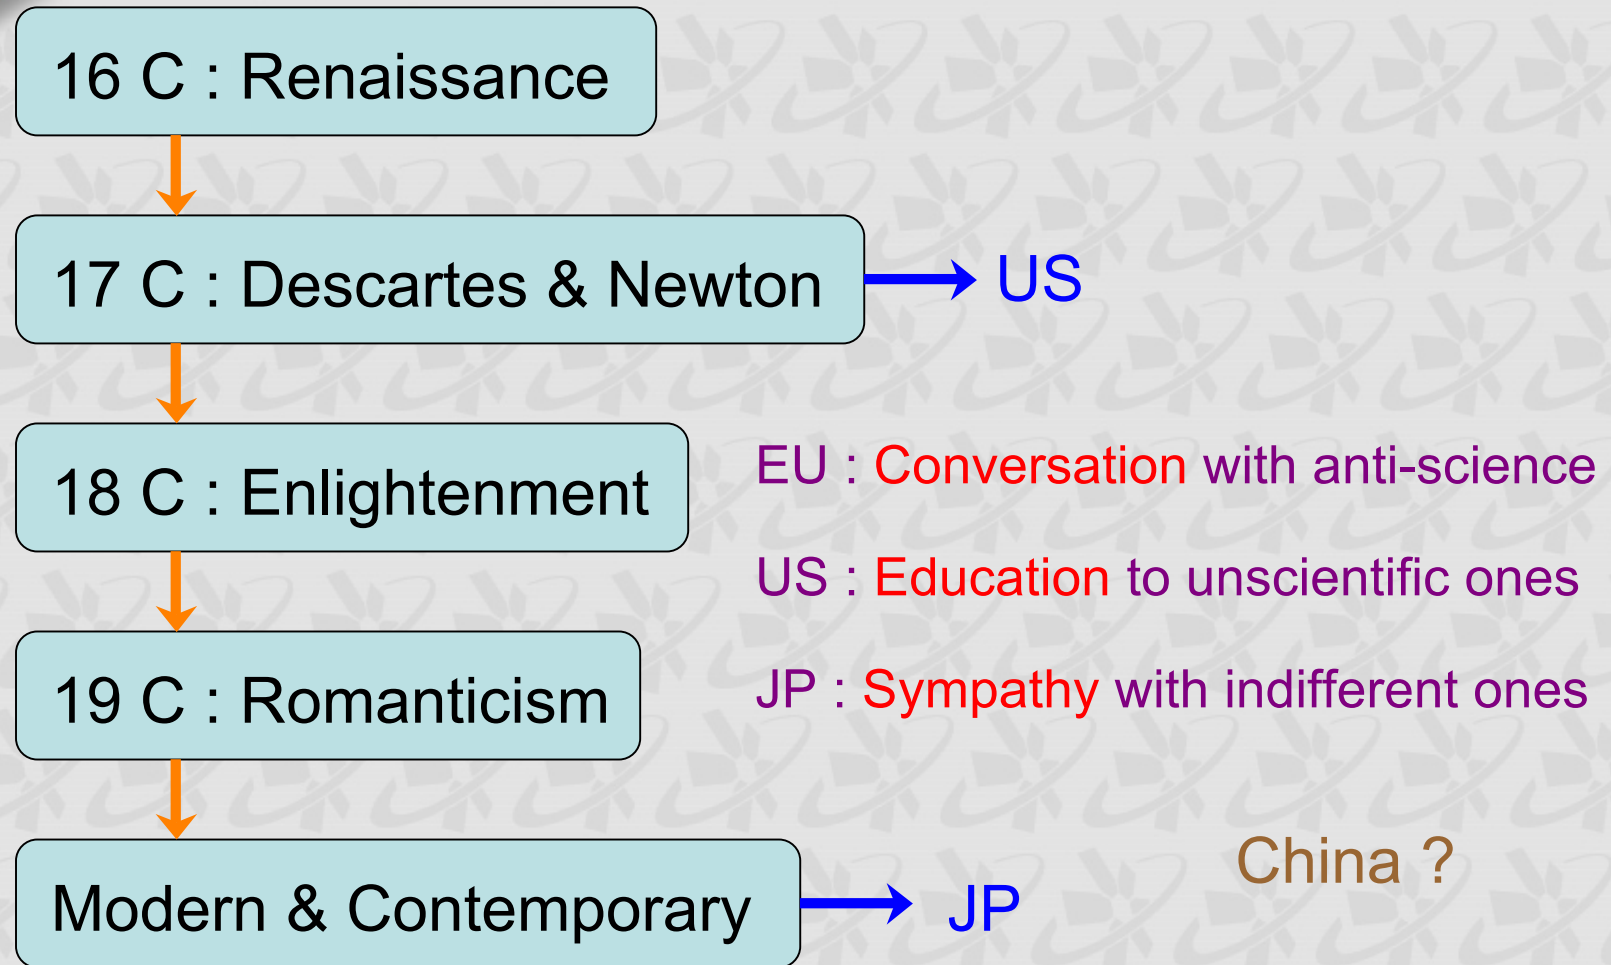 16 C : Renaissance
17 C : Descartes & Newton
US
18 C : Enlightenment
19 C : Romanticism
Modern & Contemporary
JP
EU : Conversation with anti-science
US : Education to unscientific ones
JP : Sympathy with indifferent ones
China ?